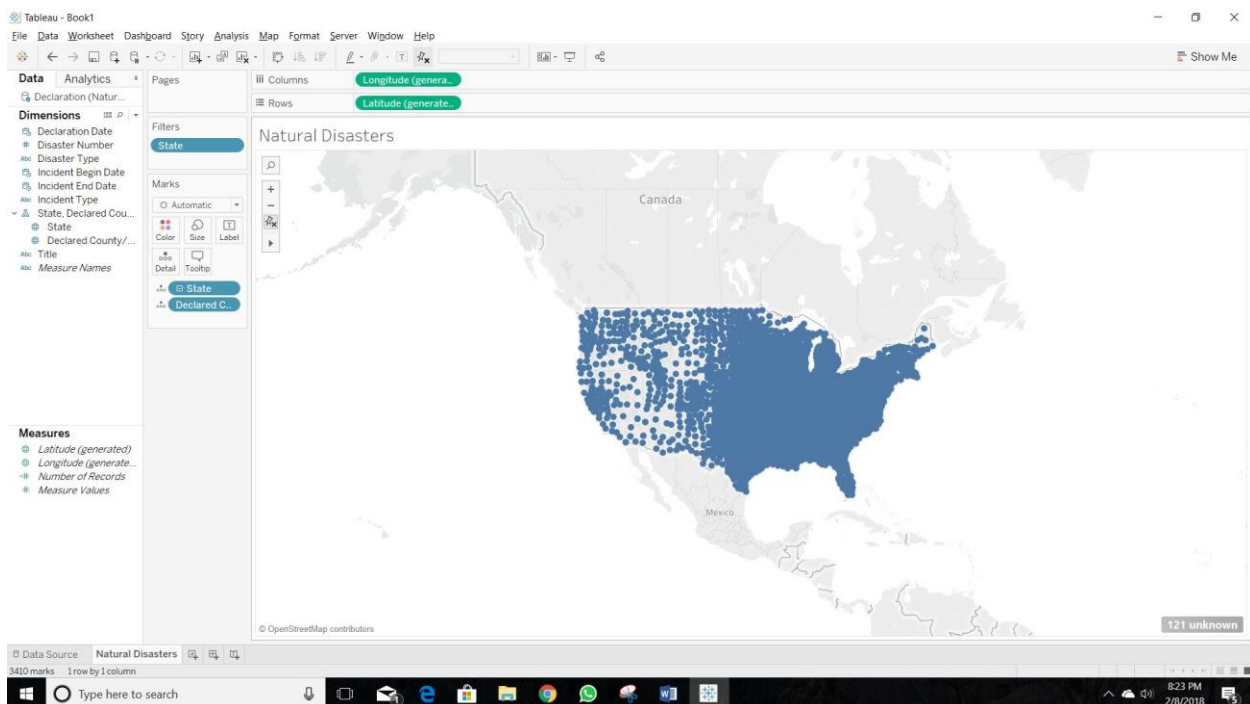 Tableau - Book1
File Data Worksheet Dashboard Story Analysis Map Format Server Window Help
Show Me
Data Analytics
Declaration (Natur...
Dimensions
Declaration Date
# Disaster Number
Abc Disaster Type
Incident Begin Date
Incident End Date
Abc Incident Type
State, Declared Cou...
State
Declared County/...
Abc Title
Abc Measure Names
Measures
Latitude (generated)
Longitude (generate...
=# Number of Records
# Measure Values
Pages
Filters
State
Marks
Automatic
Color Size Label
Detail Tooltip
State
Declared C..
Columns Longitude (genera..
Rows Latitude (generate..
Natural Disasters
Canada
Mexico
© OpenStreetMap contributors
121 unknown
Data Source Natural Disasters
3410 marks 1 row by 1 column
Type here to search
8:23 PM
2/8/2018